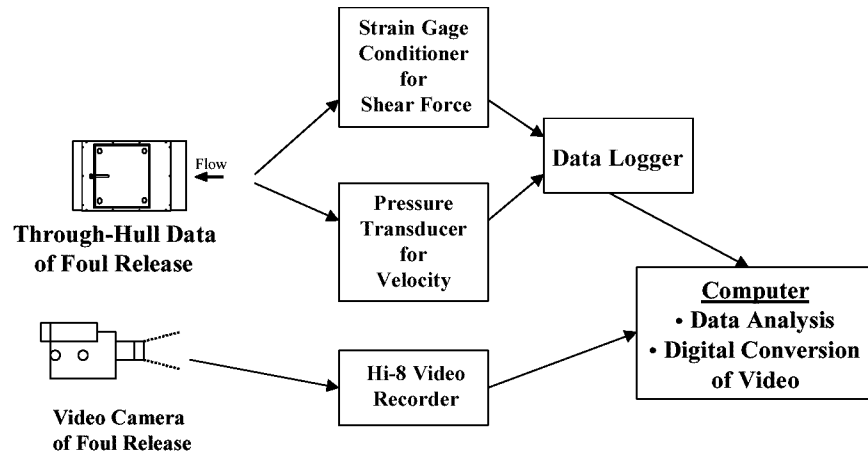 Strain Gage
Conditioner
for
Shear Force
Flow
Data Logger
Through-Hull Data
of Foul Release
Pressure
Transducer
for
Velocity
Computer
• Data Analysis
• Digital Conversion
of Video
Hi-8 Video
Recorder
Video Camera
of Foul Release